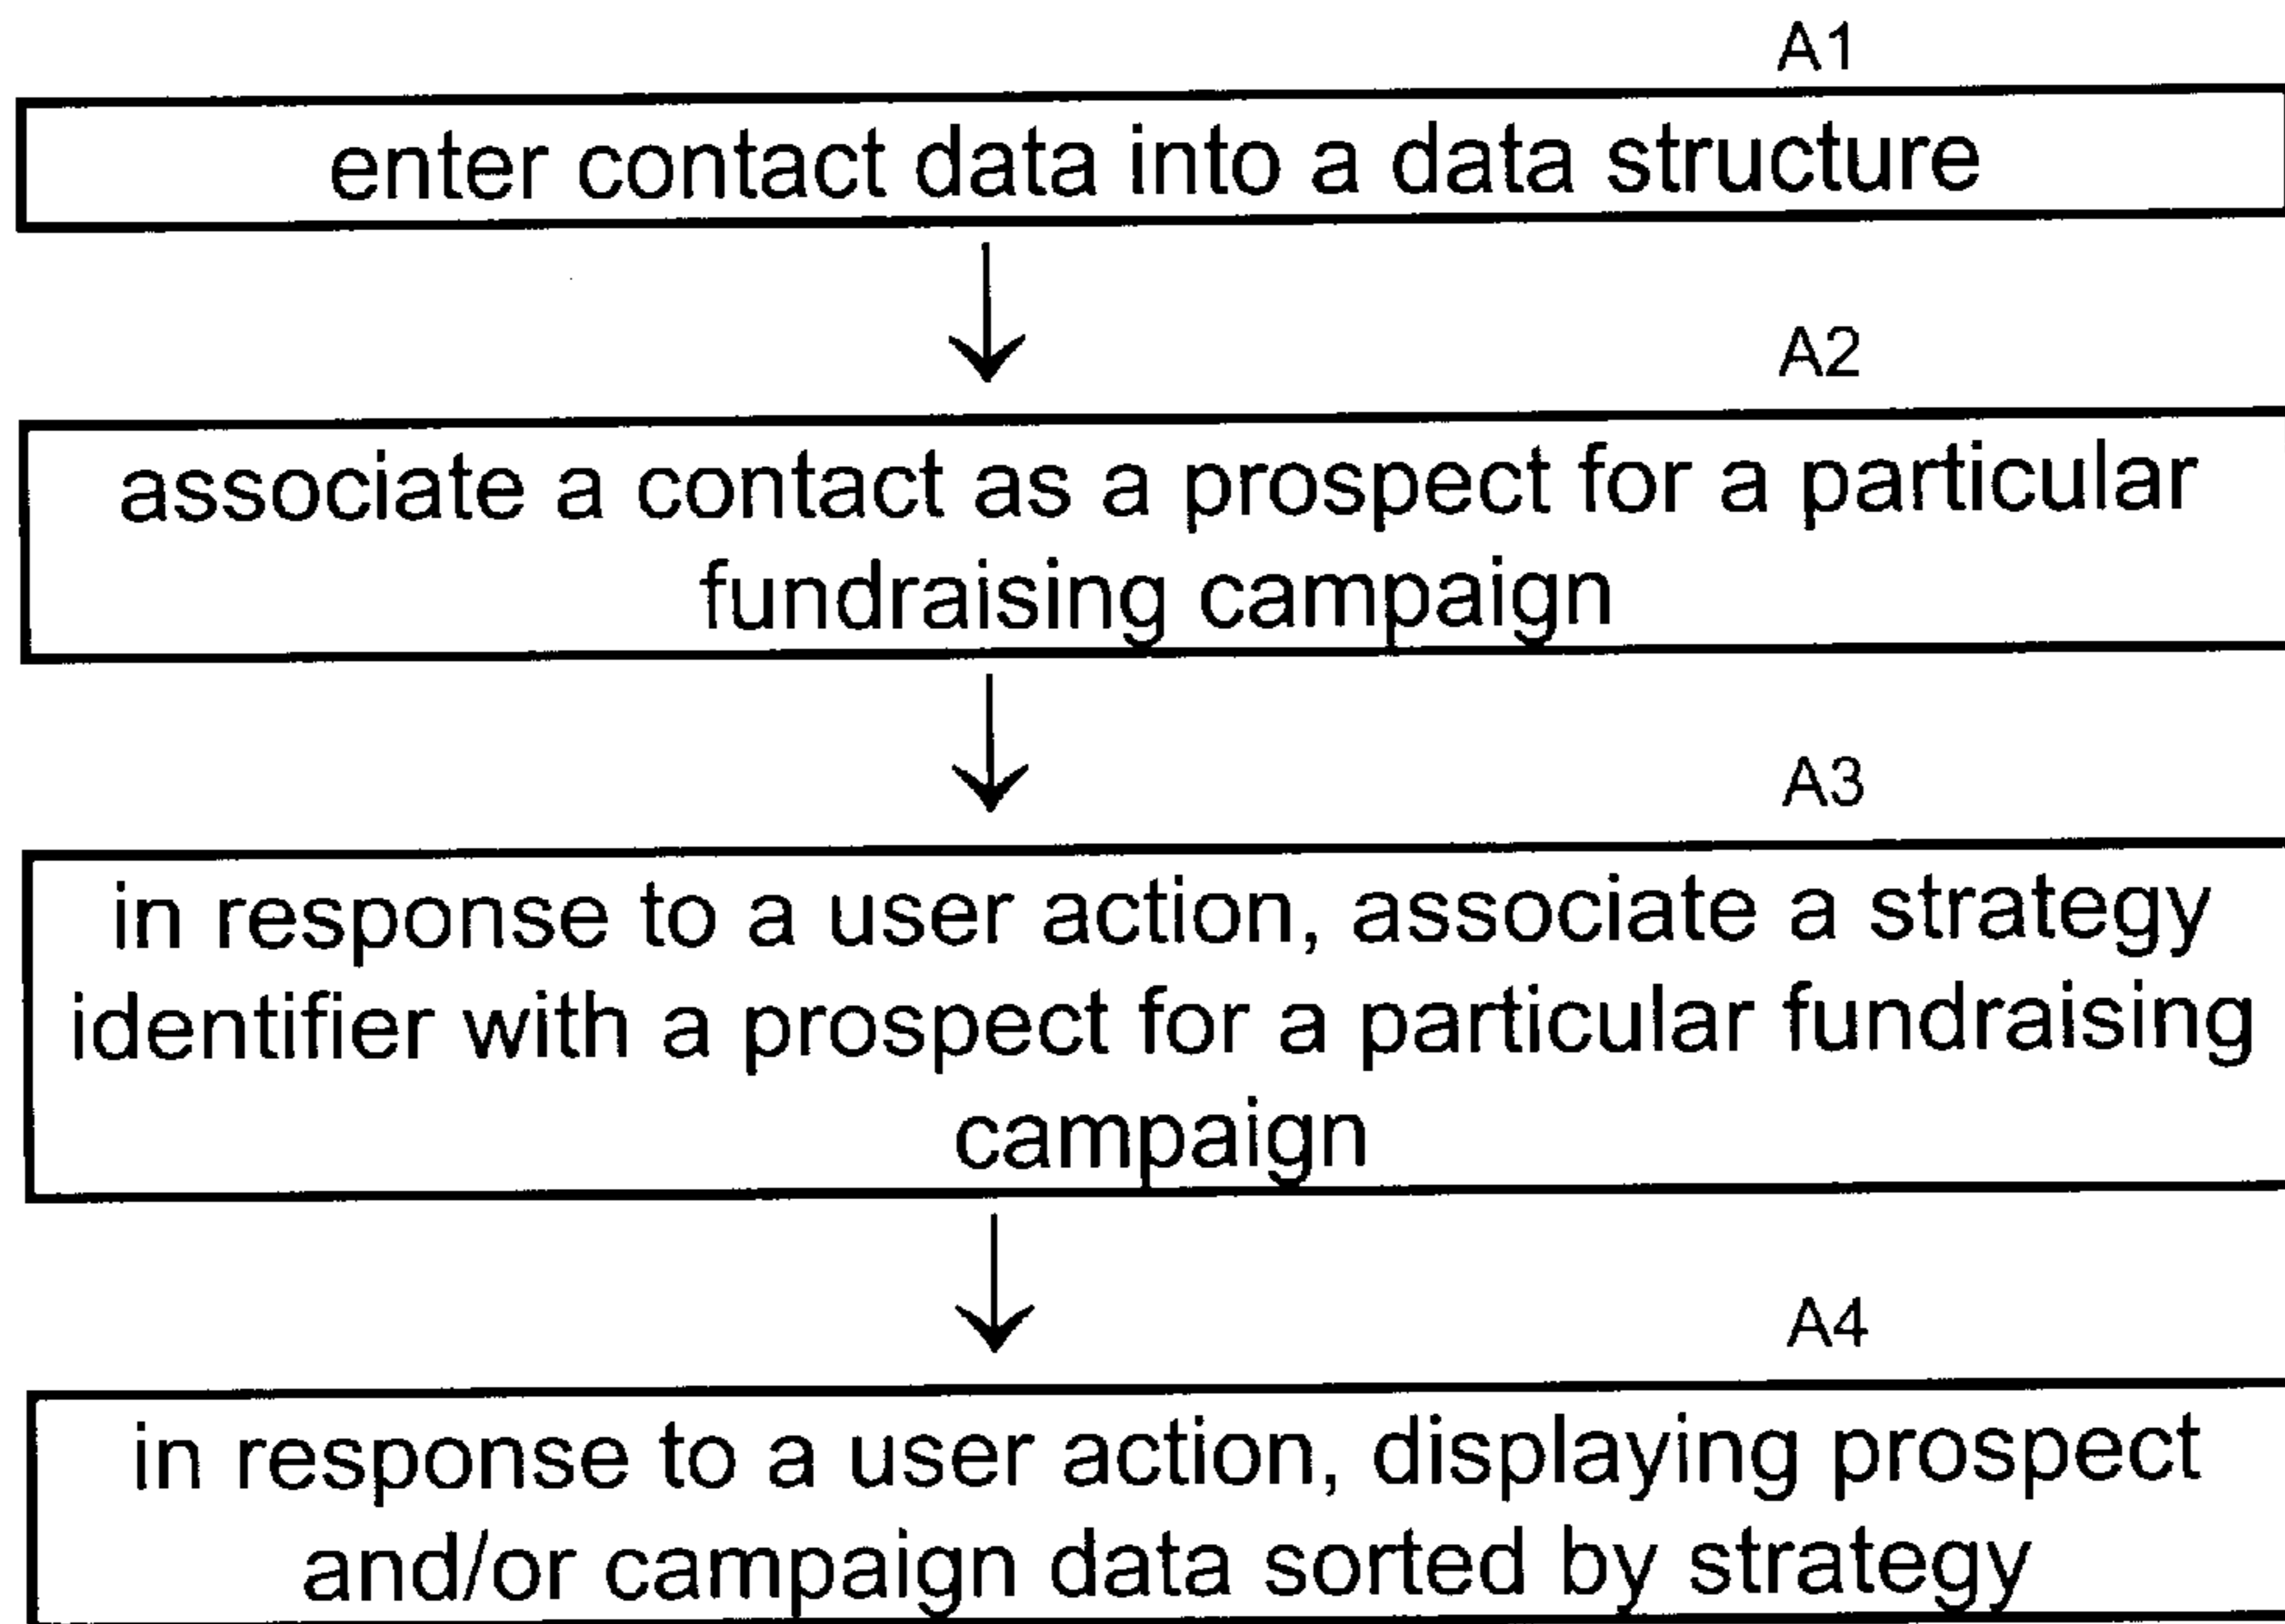 A1
enter contact data into a data structure
A2
associate a contact as a prospect for a particular
fundraising campaign
A3
in response to a user action, associate a strategy
identifier with a prospect for a particular fundraising
campaign
A4
in response to a user action, displaying prospect
and/or campaign data sorted by strategy